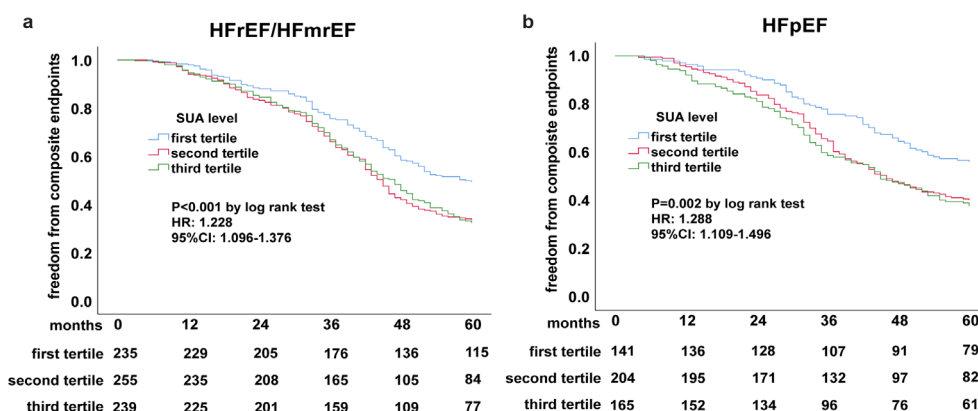 a
HFrEF/HFmrEF
freedom from composite endpoints
1.0
0.8
0.6
0.4
0.2
0.0
SUA level
first tertile
second tertile
third tertile
P<0.001 by log rank test
HR: 1.228
95%CI: 1.096-1.376
months 0 12 24 36 48 60
first tertile 235 229 205 176 136 115
second tertile 255 235 208 165 105 84
third tertile 239 225 201 159 109 77
b
HFpEF
freedom from compoiste endpoints
1.0
0.8
0.6
0.4
0.2
0.0
SUA level
first tertile
second tertile
third tertile
P=0.002 by log rank test
HR: 1.288
95%CI: 1.109-1.496
months 0 12 24 36 48 60
first tertile 141 136 128 107 91 79
second tertile 204 195 171 132 97 82
third tertile 165 152 134 96 76 61